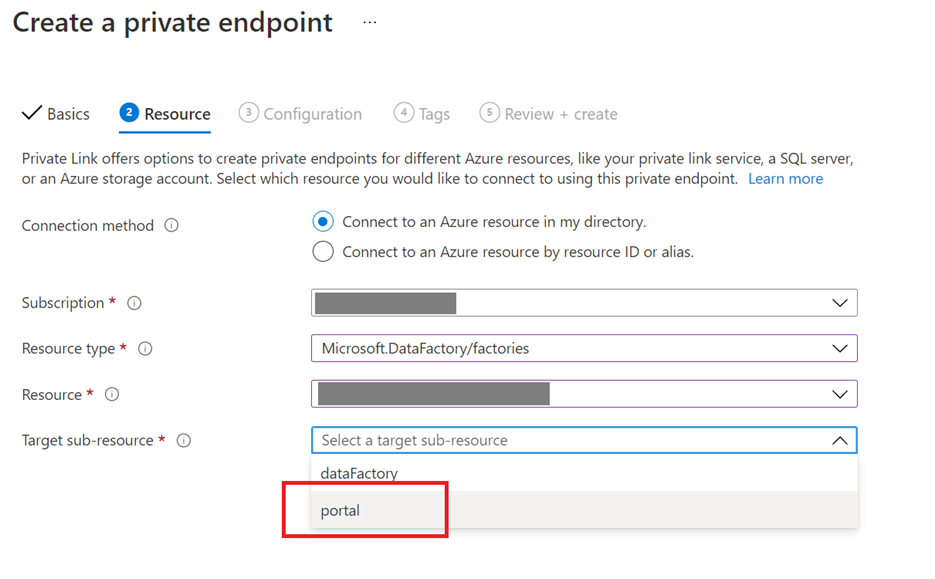 Create a private endpoint ...
Basics 2 Resource 3 Configuration 4 Tags 5 Review + create
Private Link offers options to create private endpoints for different Azure resources, like your private link service, a SQL server,
or an Azure storage account. Select which resource you would like to connect to using this private endpoint. Learn more
Connection method
Connect to an Azure resource in my directory.
Connect to an Azure resource by resource ID or alias.
Subscription *
Resource type * Microsoft.DataFactory/factories
Resource *
Target sub-resource * Select a target sub-resource
dataFactory
portal